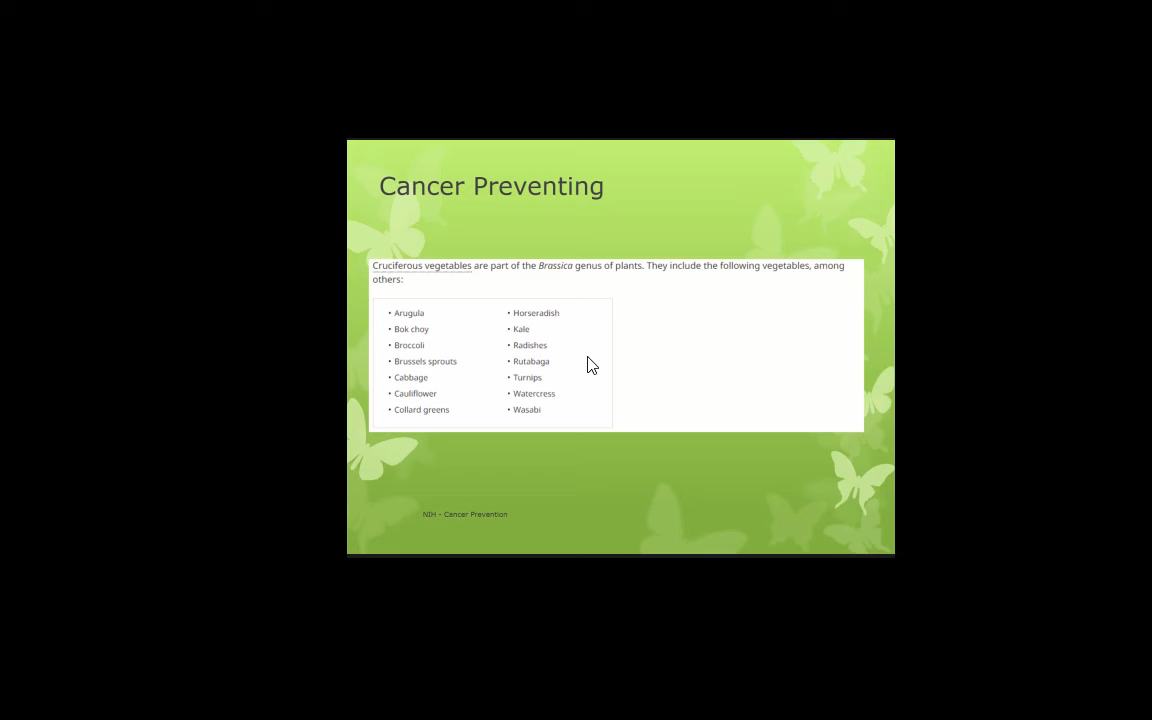 Cancer Preventing
Cruciferous vegetables are part of the Brassica genus of plants. They include the following vegetables, among
others:
• Arugula
• Bok choy
• Broccoli
• Brussels sprouts
• Cabbage
• Cauliflower
• Collard greens
• Horseradish
• Kale
• Radishes
• Rutabaga
• Turnips
• Watercress
• Wasabi
NIH - Cancer Prevention